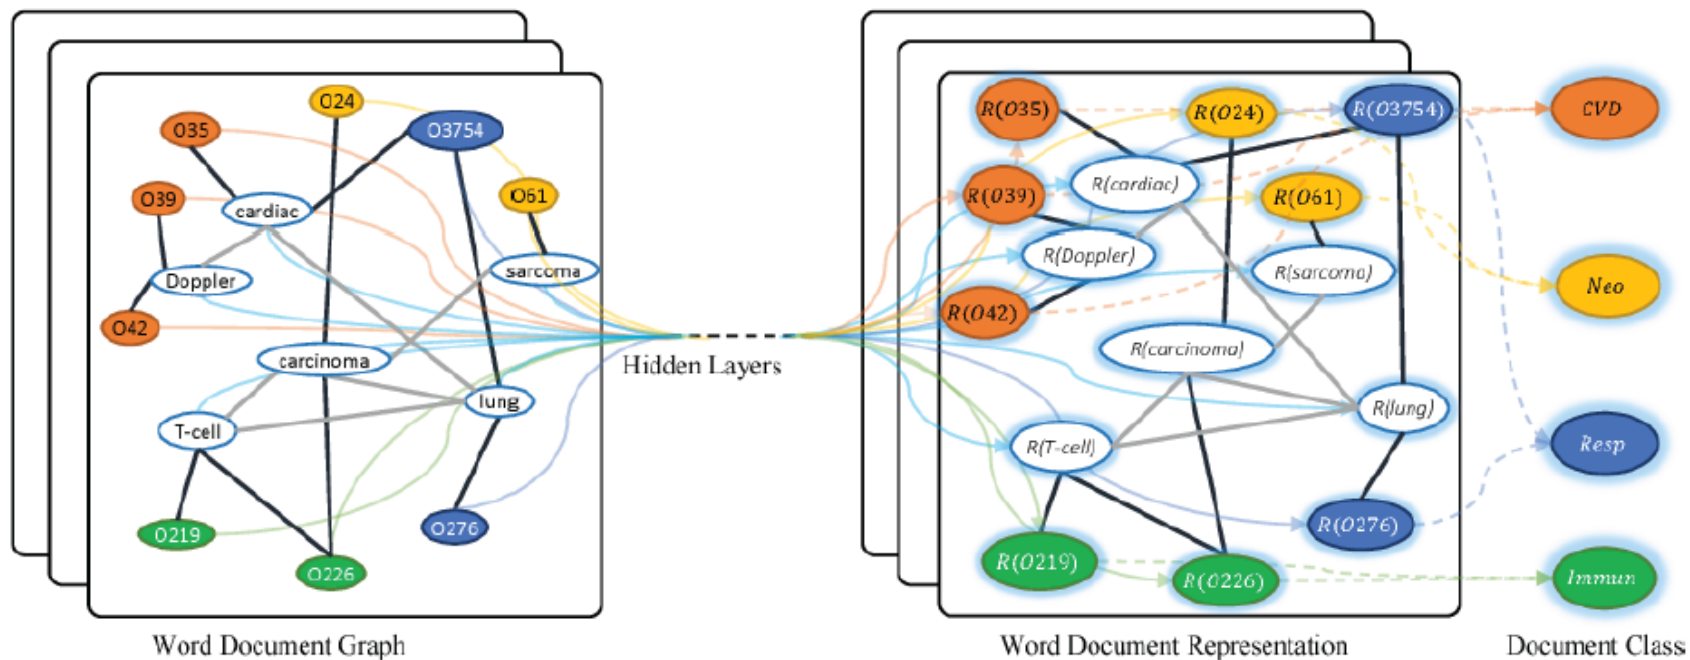 O24
O35
O3754
O39
O61
cardiac
Doppler
sarcoma
O42
carcinoma
lung
T-cell
O219
O276
O226
Word Document Graph
Hidden Layers
R(O35)
R(O24)
R(O3754)
R(O39)
R(cardiac)
R(O61)
R(Doppler)
R(sarcoma)
R(O42)
R(carcinoma)
R(lung)
R(T-cell)
R(O276)
R(O219)
R(O226)
Word Document Representation
CVD
Neo
Resp
Immun
Document Class